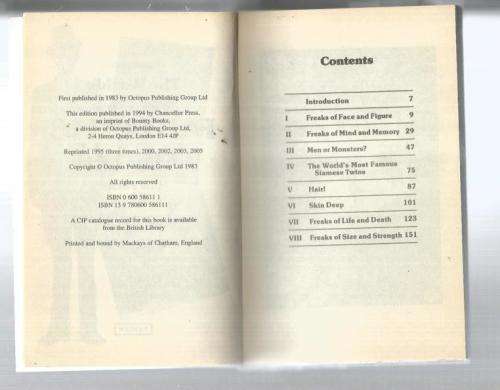 First published in 1983 by Octopus Publishing Group Ltd
This edition published in 1994 by Chancellor Press,
an imprint of Bounty Books,
a division of Octopus Publishing Group Ltd,
2-4 Heron Quays, London E14 4JP
Reprinted 1995 (three times), 2000, 2002, 2003, 2005
Copyright © Octopus Publishing Group Ltd 1983
All rights reserved
ISBN 0 600 58611 1
ISBN 13 9 780600 586111
A CIP catalogue record for this book is available
from the British Library
Printed and bound by Mackays of Chatham, England
Contents
Introduction 7
I Freaks of Face and Figure 9
II Freaks of Mind and Memory 29
III Men or Monsters? 47
IV The World's Most Famous
Siamese Twins 75
V Hair! 87
VI Skin Deep 101
VII Freaks of Life and Death 123
VIII Freaks of Size and Strength 151